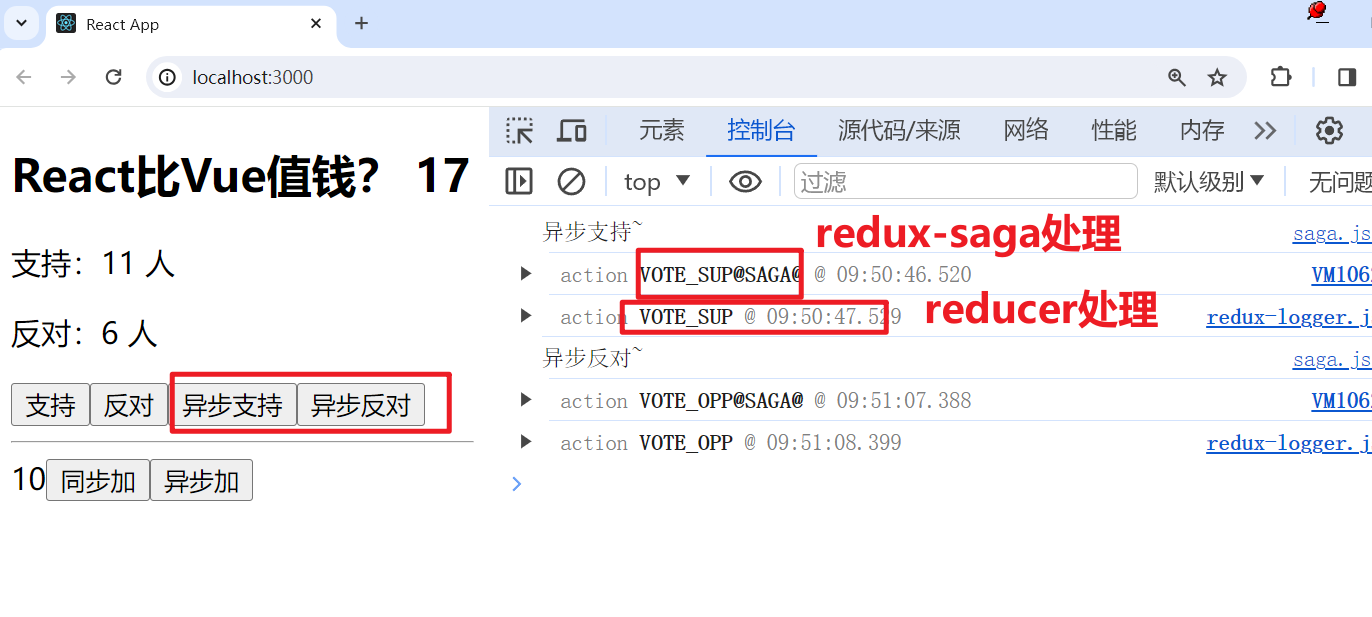 React App
localhost:3000
React比Vue值钱? 17
支持：11 人
反对：6 人
支持 反对 异步支持 异步反对
10 同步加 异步加
元素 控制台 源代码/来源 网络 性能 内存
top 过滤 默认级别 无问题
异步支持~ saga.js
redux-saga处理
action VOTE_SUP@SAGA@ @ 09:50:46.520 VM106
reducer处理
action VOTE_SUP @ 09:50:47.529 redux-logger.j
异步反对~ saga.js
action VOTE_OPP@SAGA@ @ 09:51:07.388 VM106
action VOTE_OPP @ 09:51:08.399 redux-logger.j